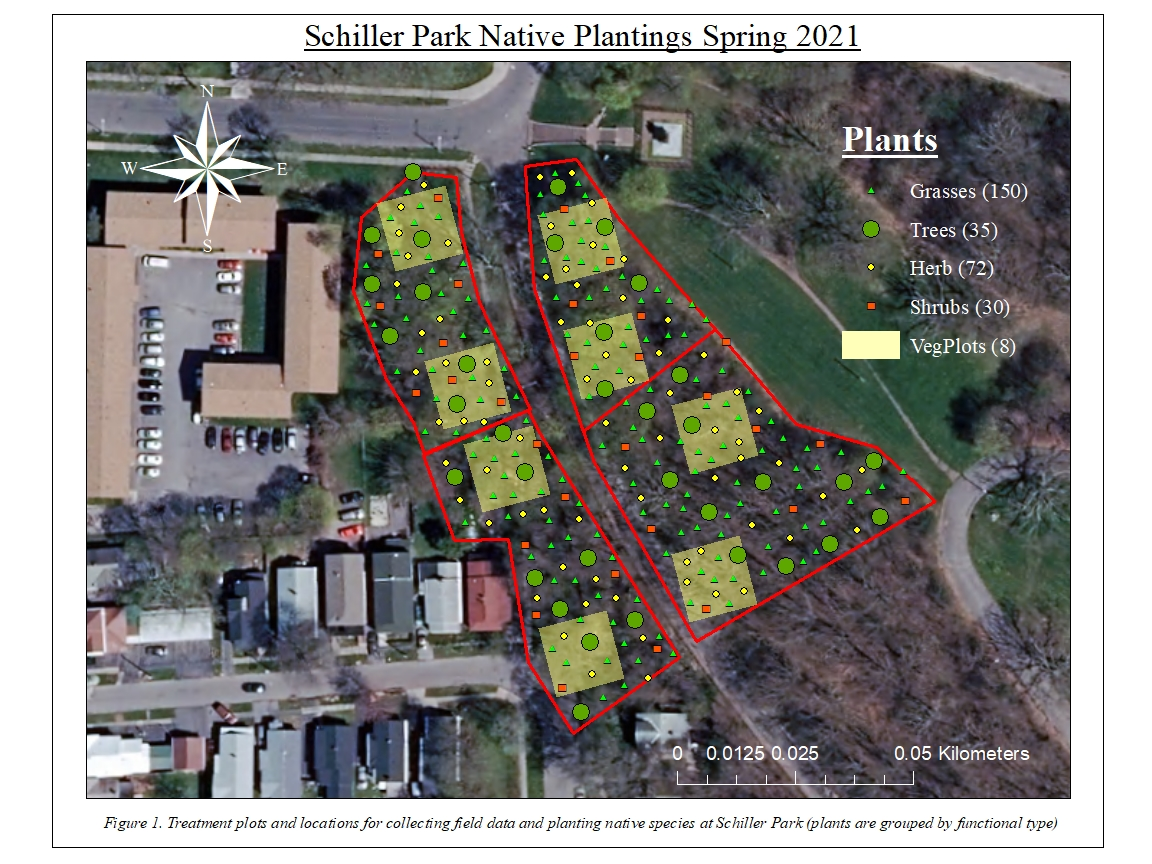 Schiller Park Native Plantings Spring 2021
N
W
E
S
Plants
Grasses (150)
Trees (35)
Herb (72)
Shrubs (30)
VegPlots (8)
0 0.0125 0.025 0.05 Kilometers
Figure 1. Treatment plots and locations for collecting field data and planting native species at Schiller Park (plants are grouped by functional type)